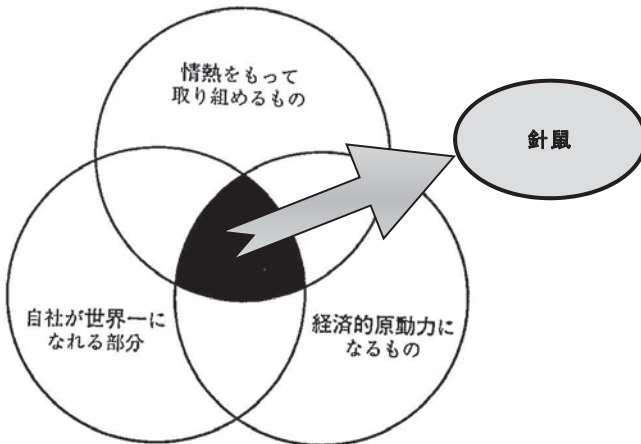 情熱をもって
取り組めるもの
針鼠
自社が世界一に
なれる部分
経済的原動力に
なるもの